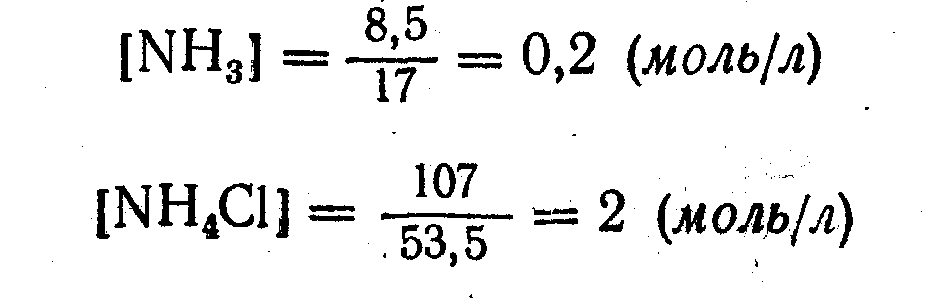 [NH₃] = 8,5/17 = 0,2 (моль/л)
[NH₄Cl] = 107/53,5 = 2 (моль/л)